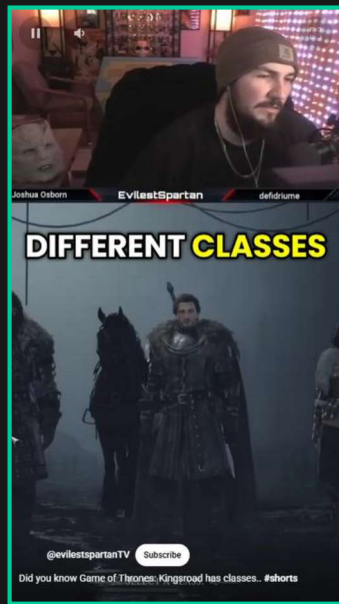 Joshua Osborn
EvilestSpartan
defidriume
DIFFERENT CLASSES
@evilestspartanTV
Subscribe
Did you know Game of Thrones: Kingsroad has classes.. #shorts